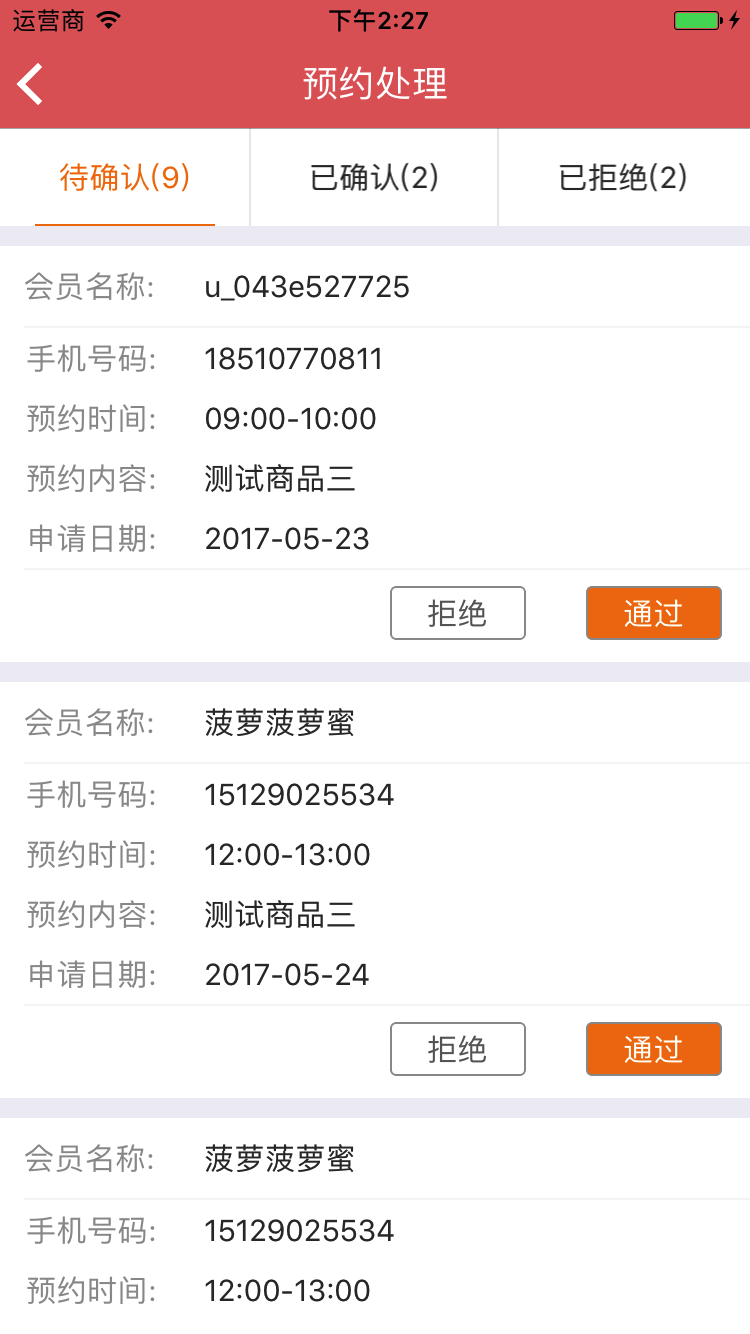 运营商 下午2:27
预约处理
待确认(9) 已确认(2) 已拒绝(2)
会员名称: u_043e527725
手机号码: 18510770811
预约时间: 09:00-10:00
预约内容: 测试商品三
申请日期: 2017-05-23
拒绝 通过
会员名称: 菠萝菠萝蜜
手机号码: 15129025534
预约时间: 12:00-13:00
预约内容: 测试商品三
申请日期: 2017-05-24
拒绝 通过
会员名称: 菠萝菠萝蜜
手机号码: 15129025534
预约时间: 12:00-13:00